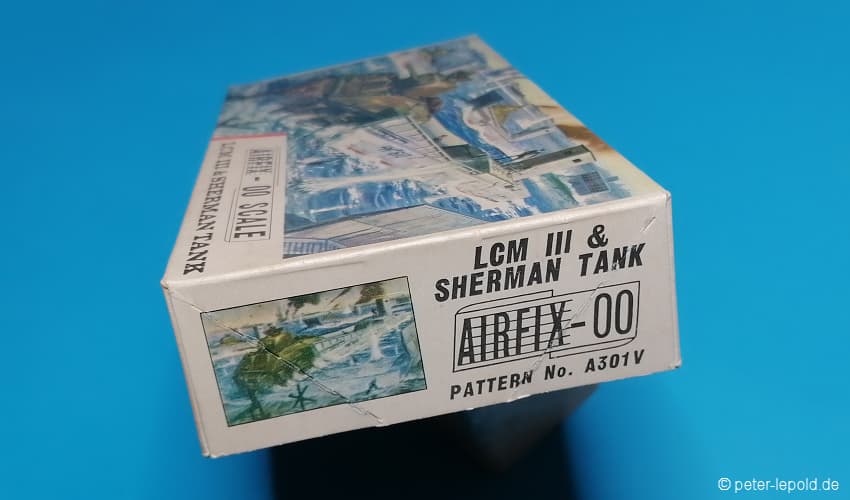 LCM III & SHERMAN TANK
AIRFIX - 00 SCALE
LCM III &
SHERMAN TANK
AIRFIX-00
PATTERN No. A301V
© peter-lepold.de